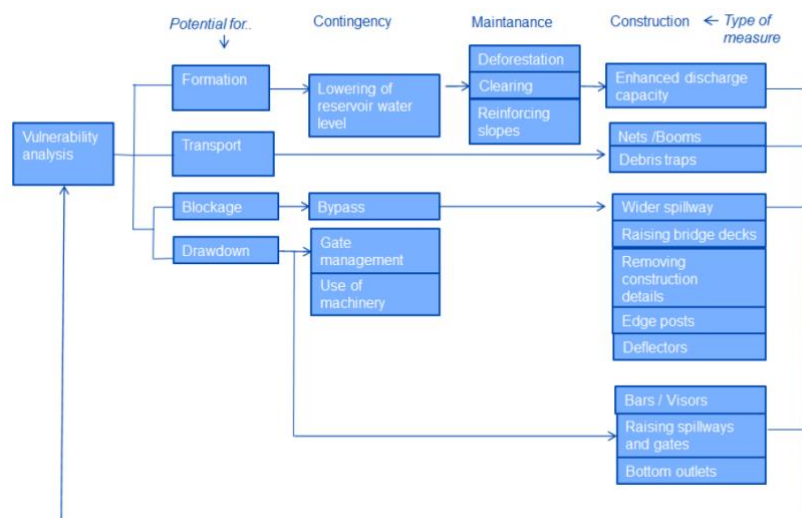 Potential for..
Contingency
Maintanance
Construction
Type of
measure
Formation
Lowering of
reservoir water
level
Deforestation
Clearing
Reinforcing
slopes
Enhanced discharge
capacity
Vulnerability
analysis
Transport
Nets /Booms
Debris traps
Blockage
Bypass
Wider spillway
Raising bridge decks
Drawdown
Gate
management
Use of
machinery
Removing
construction
details
Edge posts
Deflectors
Bars / Visors
Raising spillways
and gates
Bottom outlets